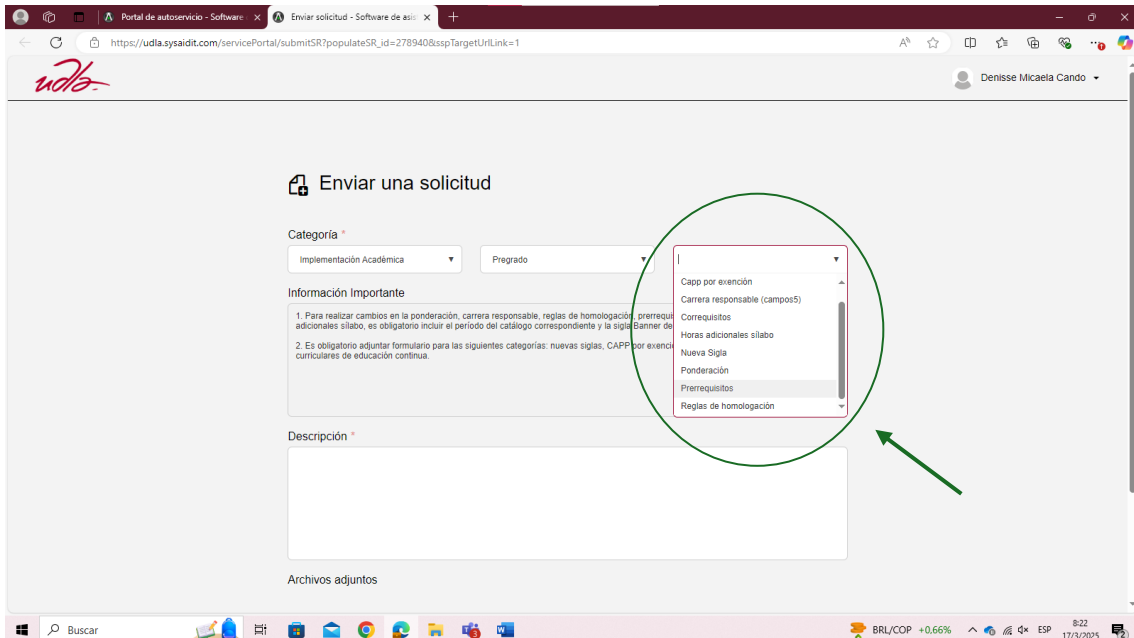 Portal de autoservicio - Software
Enviar solicitud - Software de asis
https://udla.sysaidit.com/servicePortal/submitSR?populateSR_id=278940&sspTargetUrlLink=1
udla-
Denisse Micaela Cando
Enviar una solicitud
Categoría *
Implementación Académica
Pregrado
Capp por exención
Carrera responsable (campos5)
Correquisitos
Horas adicionales sílabo
Nueva Sigla
Ponderación
Prerrequisitos
Reglas de homologación
Información Importante
1. Para realizar cambios en la ponderación, carrera responsable, reglas de homologación, prerrequi
adicionales sílabo, es obligatorio incluir el período del catálogo correspondiente y la sigla Banner de
2. Es obligatorio adjuntar formulario para las siguientes categorías: nuevas siglas, CAPP por exenci
curriculares de educación continua.
Descripción *
Archivos adjuntos
Buscar
BRL/COP +0,66%
ESP
8:22
17/3/2025